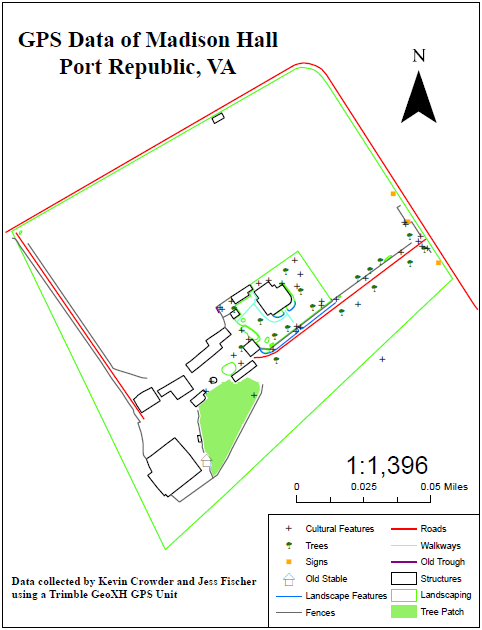 GPS Data of Madison Hall
Port Republic, VA
N
1:1,396
0 0.025 0.05 Miles
Cultural Features
Trees
Signs
Old Stable
Landscape Features
Fences
Roads
Walkways
Old Trough
Structures
Landscaping
Tree Patch
Data collected by Kevin Crowder and Jess Fischer
using a Trimble GeoXH GPS Unit